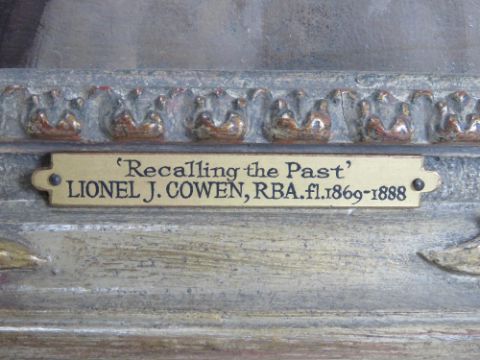 'Recalling the Past'
LIONEL J. COWEN, RBA. fl. 1869-1888